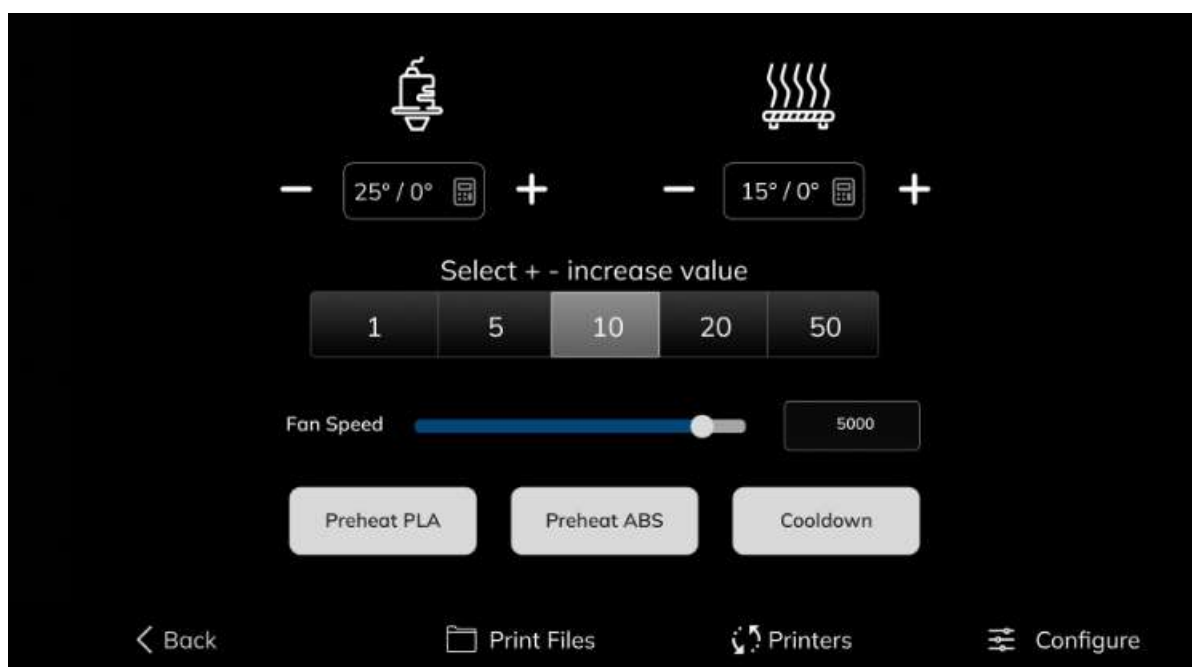 − 25° / 0° + − 15° / 0° +
Select + - increase value
1 5 10 20 50
Fan Speed 5000
Preheat PLA Preheat ABS Cooldown
Back Print Files Printers Configure